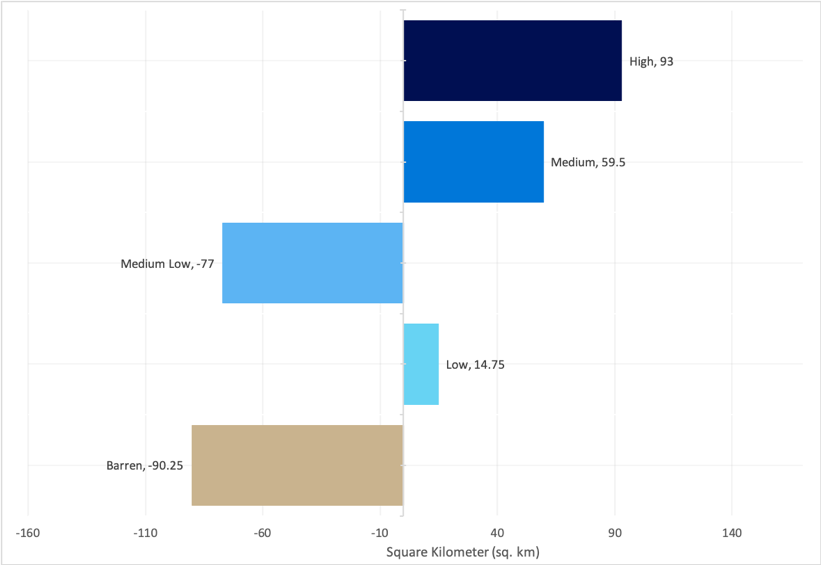 High, 93
Medium, 59.5
Medium Low, -77
Low, 14.75
Barren, -90.25
-160 -110 -60 -10 40 90 140
Square Kilometer (sq. km)